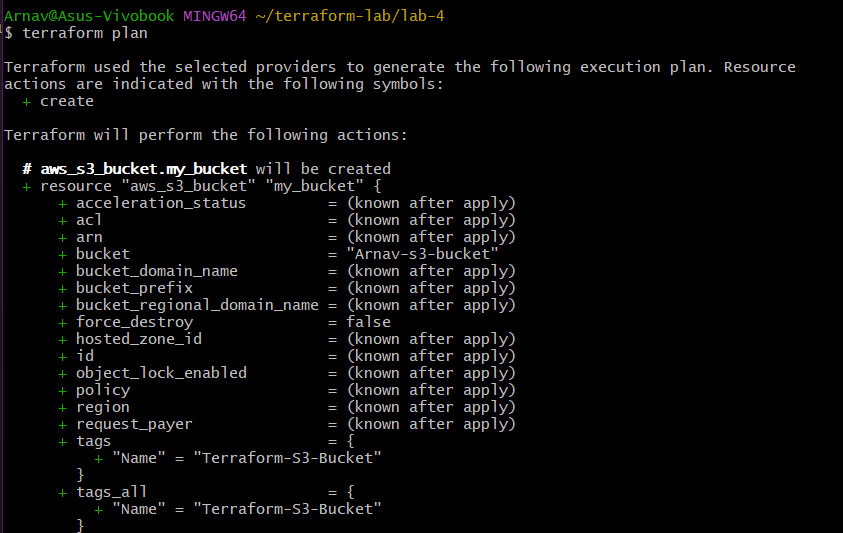 Arnav@Asus-Vivobook MINGW64 ~/terraform-lab/lab-4
$ terraform plan
Terraform used the selected providers to generate the following execution plan. Resource
actions are indicated with the following symbols:
+ create
Terraform will perform the following actions:
# aws_s3_bucket.my_bucket will be created
+ resource "aws_s3_bucket" "my_bucket" {
+ acceleration_status = (known after apply)
+ acl = (known after apply)
+ arn = (known after apply)
+ bucket = "Arnav-s3-bucket"
+ bucket_domain_name = (known after apply)
+ bucket_prefix = (known after apply)
+ bucket_regional_domain_name = (known after apply)
+ force_destroy = false
+ hosted_zone_id = (known after apply)
+ id = (known after apply)
+ object_lock_enabled = (known after apply)
+ policy = (known after apply)
+ region = (known after apply)
+ request_payer = (known after apply)
+ tags = {
+ "Name" = "Terraform-S3-Bucket"
}
+ tags_all = {
+ "Name" = "Terraform-S3-Bucket"
}